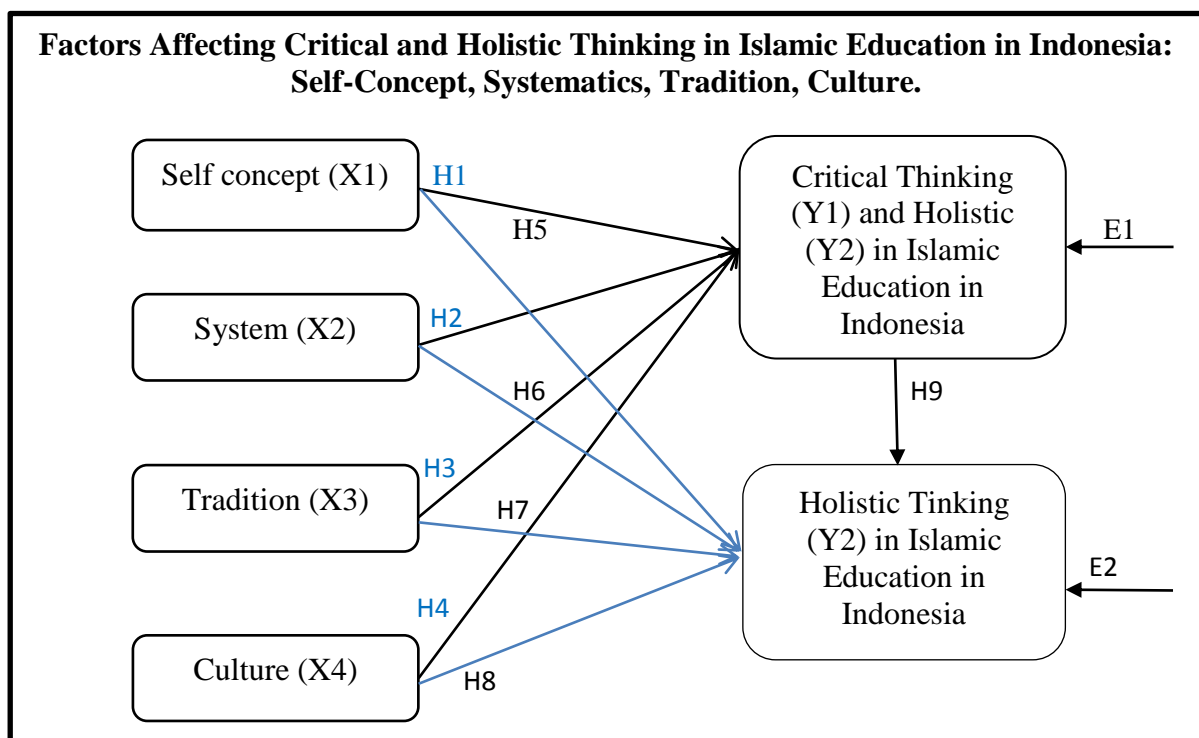 Factors Affecting Critical and Holistic Thinking in Islamic Education in Indonesia:
Self-Concept, Systematics, Tradition, Culture.
Self concept (X1)
H1
H5
Critical Thinking
(Y1) and Holistic
(Y2) in Islamic
Education in
Indonesia
E1
System (X2)
H2
H6
H9
Tradition (X3)
H3
H7
Holistic Tinking
(Y2) in Islamic
Education in
Indonesia
E2
Culture (X4)
H4
H8